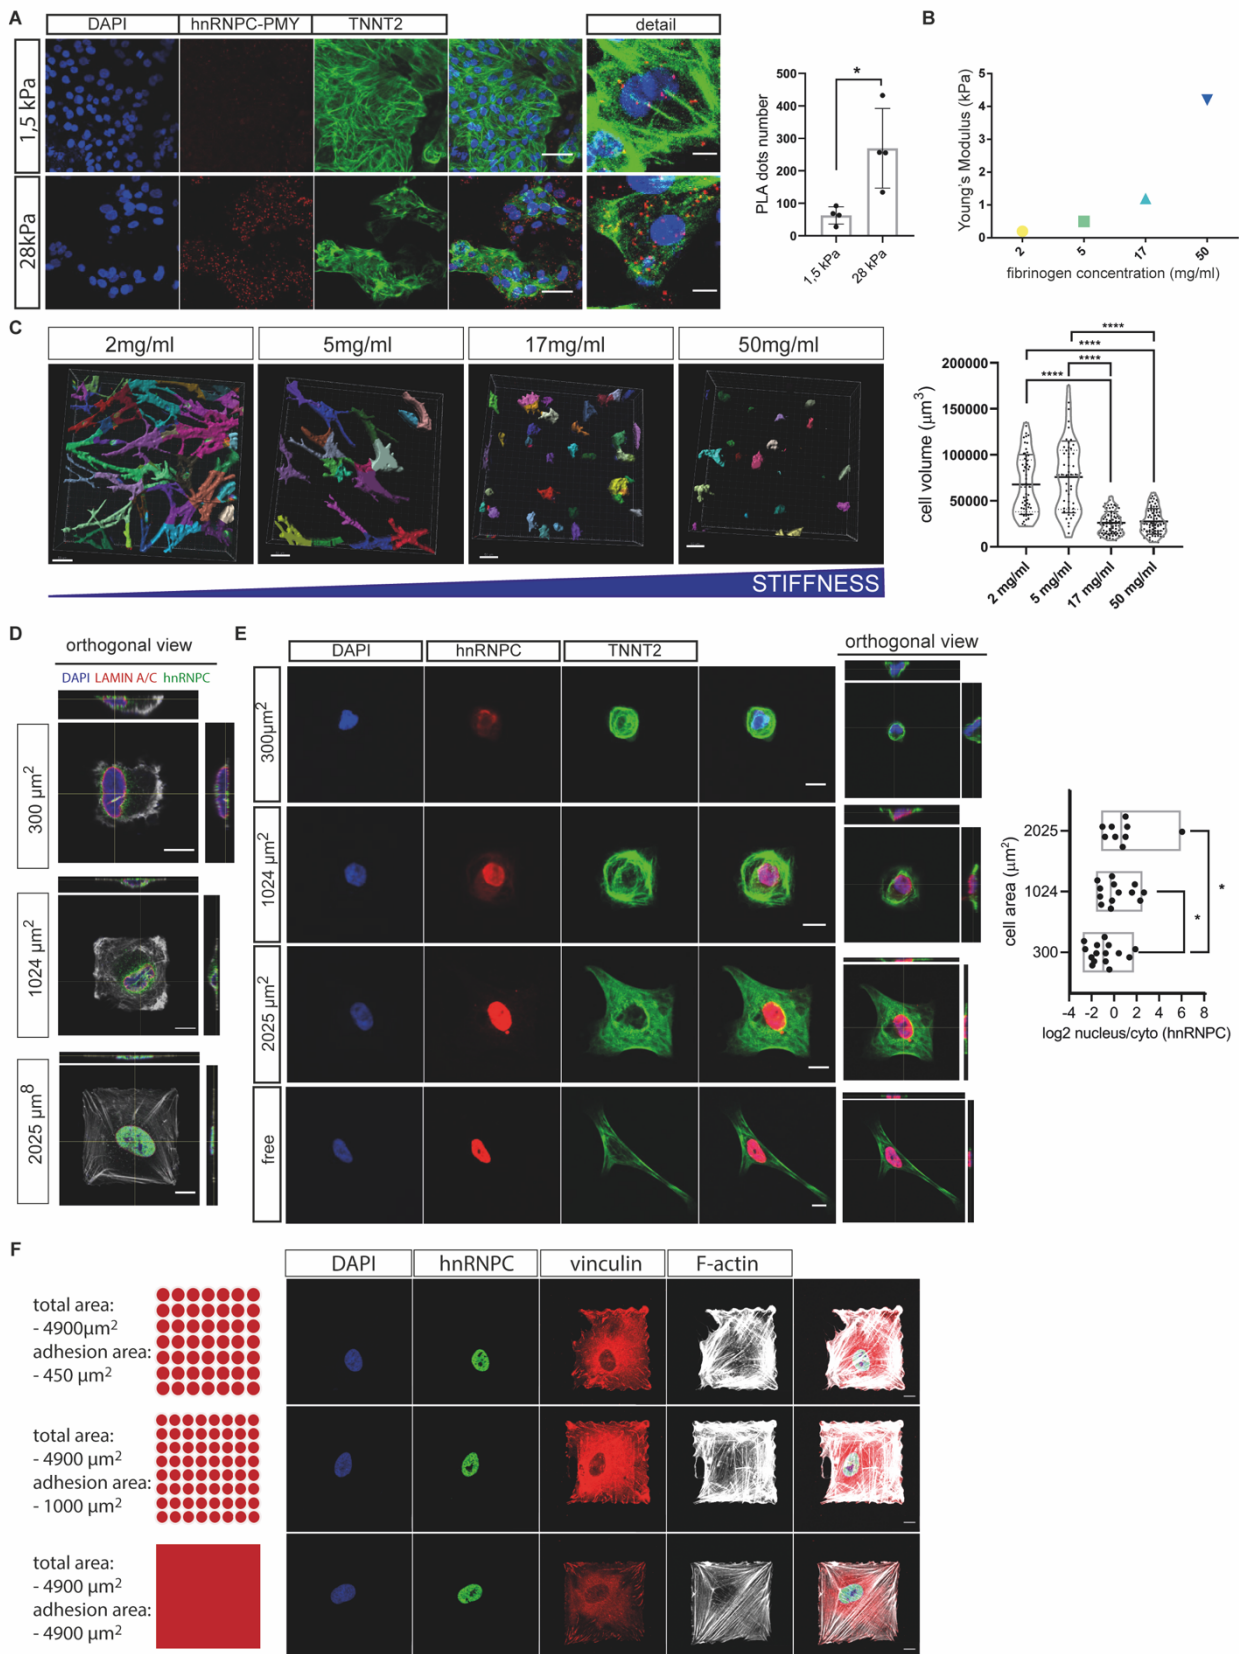 A
DAPI
hnRNPC-PMY
TNNT2
detail
1,5 kPa
28kPa
PLA dots number
500
400
300
200
100
0
*
1,5 kPa
28 kPa
B
Young's Modulus (kPa)
5
4
3
2
1
0
2
5
17
50
fibrinogen concentration (mg/ml)
C
2mg/ml
5mg/ml
17mg/ml
50mg/ml
STIFFNESS
cell volume (µm³)
200000
150000
100000
50000
0
****
****
****
****
2 mg/ml
5 mg/ml
17 mg/ml
50 mg/ml
D
orthogonal view
DAPI LAMIN A/C hnRNPC
300 µm²
1024 µm²
2025 µm⁸
E
DAPI
hnRNPC
TNNT2
orthogonal view
300µm²
1024 µm²
2025 µm²
free
cell area (µm²)
2025
1024
300
*
*
-4 -2 0 2 4 6 8
log2 nucleus/cyto (hnRNPC)
F
DAPI
hnRNPC
vinculin
F-actin
total area:
- 4900µm²
adhesion area:
- 450 µm²
total area:
- 4900 µm²
adhesion area:
- 1000 µm²
total area:
- 4900 µm²
adhesion area:
- 4900 µm²